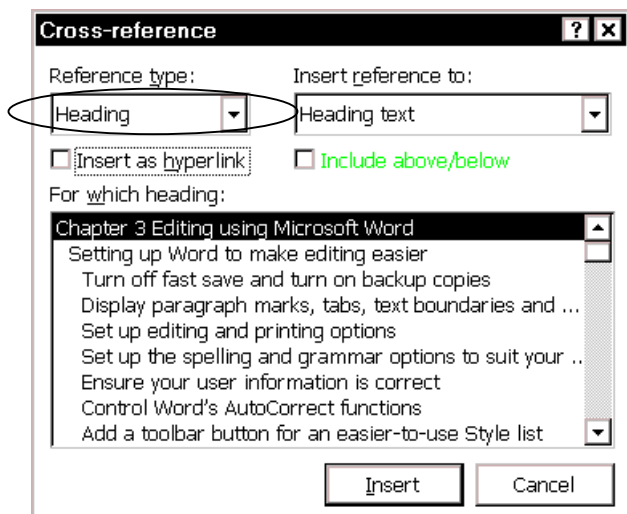 Cross-reference
Reference type: Insert reference to:
Heading Heading text
Insert as hyperlink Include above/below
For which heading:
Chapter 3 Editing using Microsoft Word
Setting up Word to make editing easier
Turn off fast save and turn on backup copies
Display paragraph marks, tabs, text boundaries and ...
Set up editing and printing options
Set up the spelling and grammar options to suit your ..
Ensure your user information is correct
Control Word's AutoCorrect functions
Add a toolbar button for an easier-to-use Style list
Insert Cancel